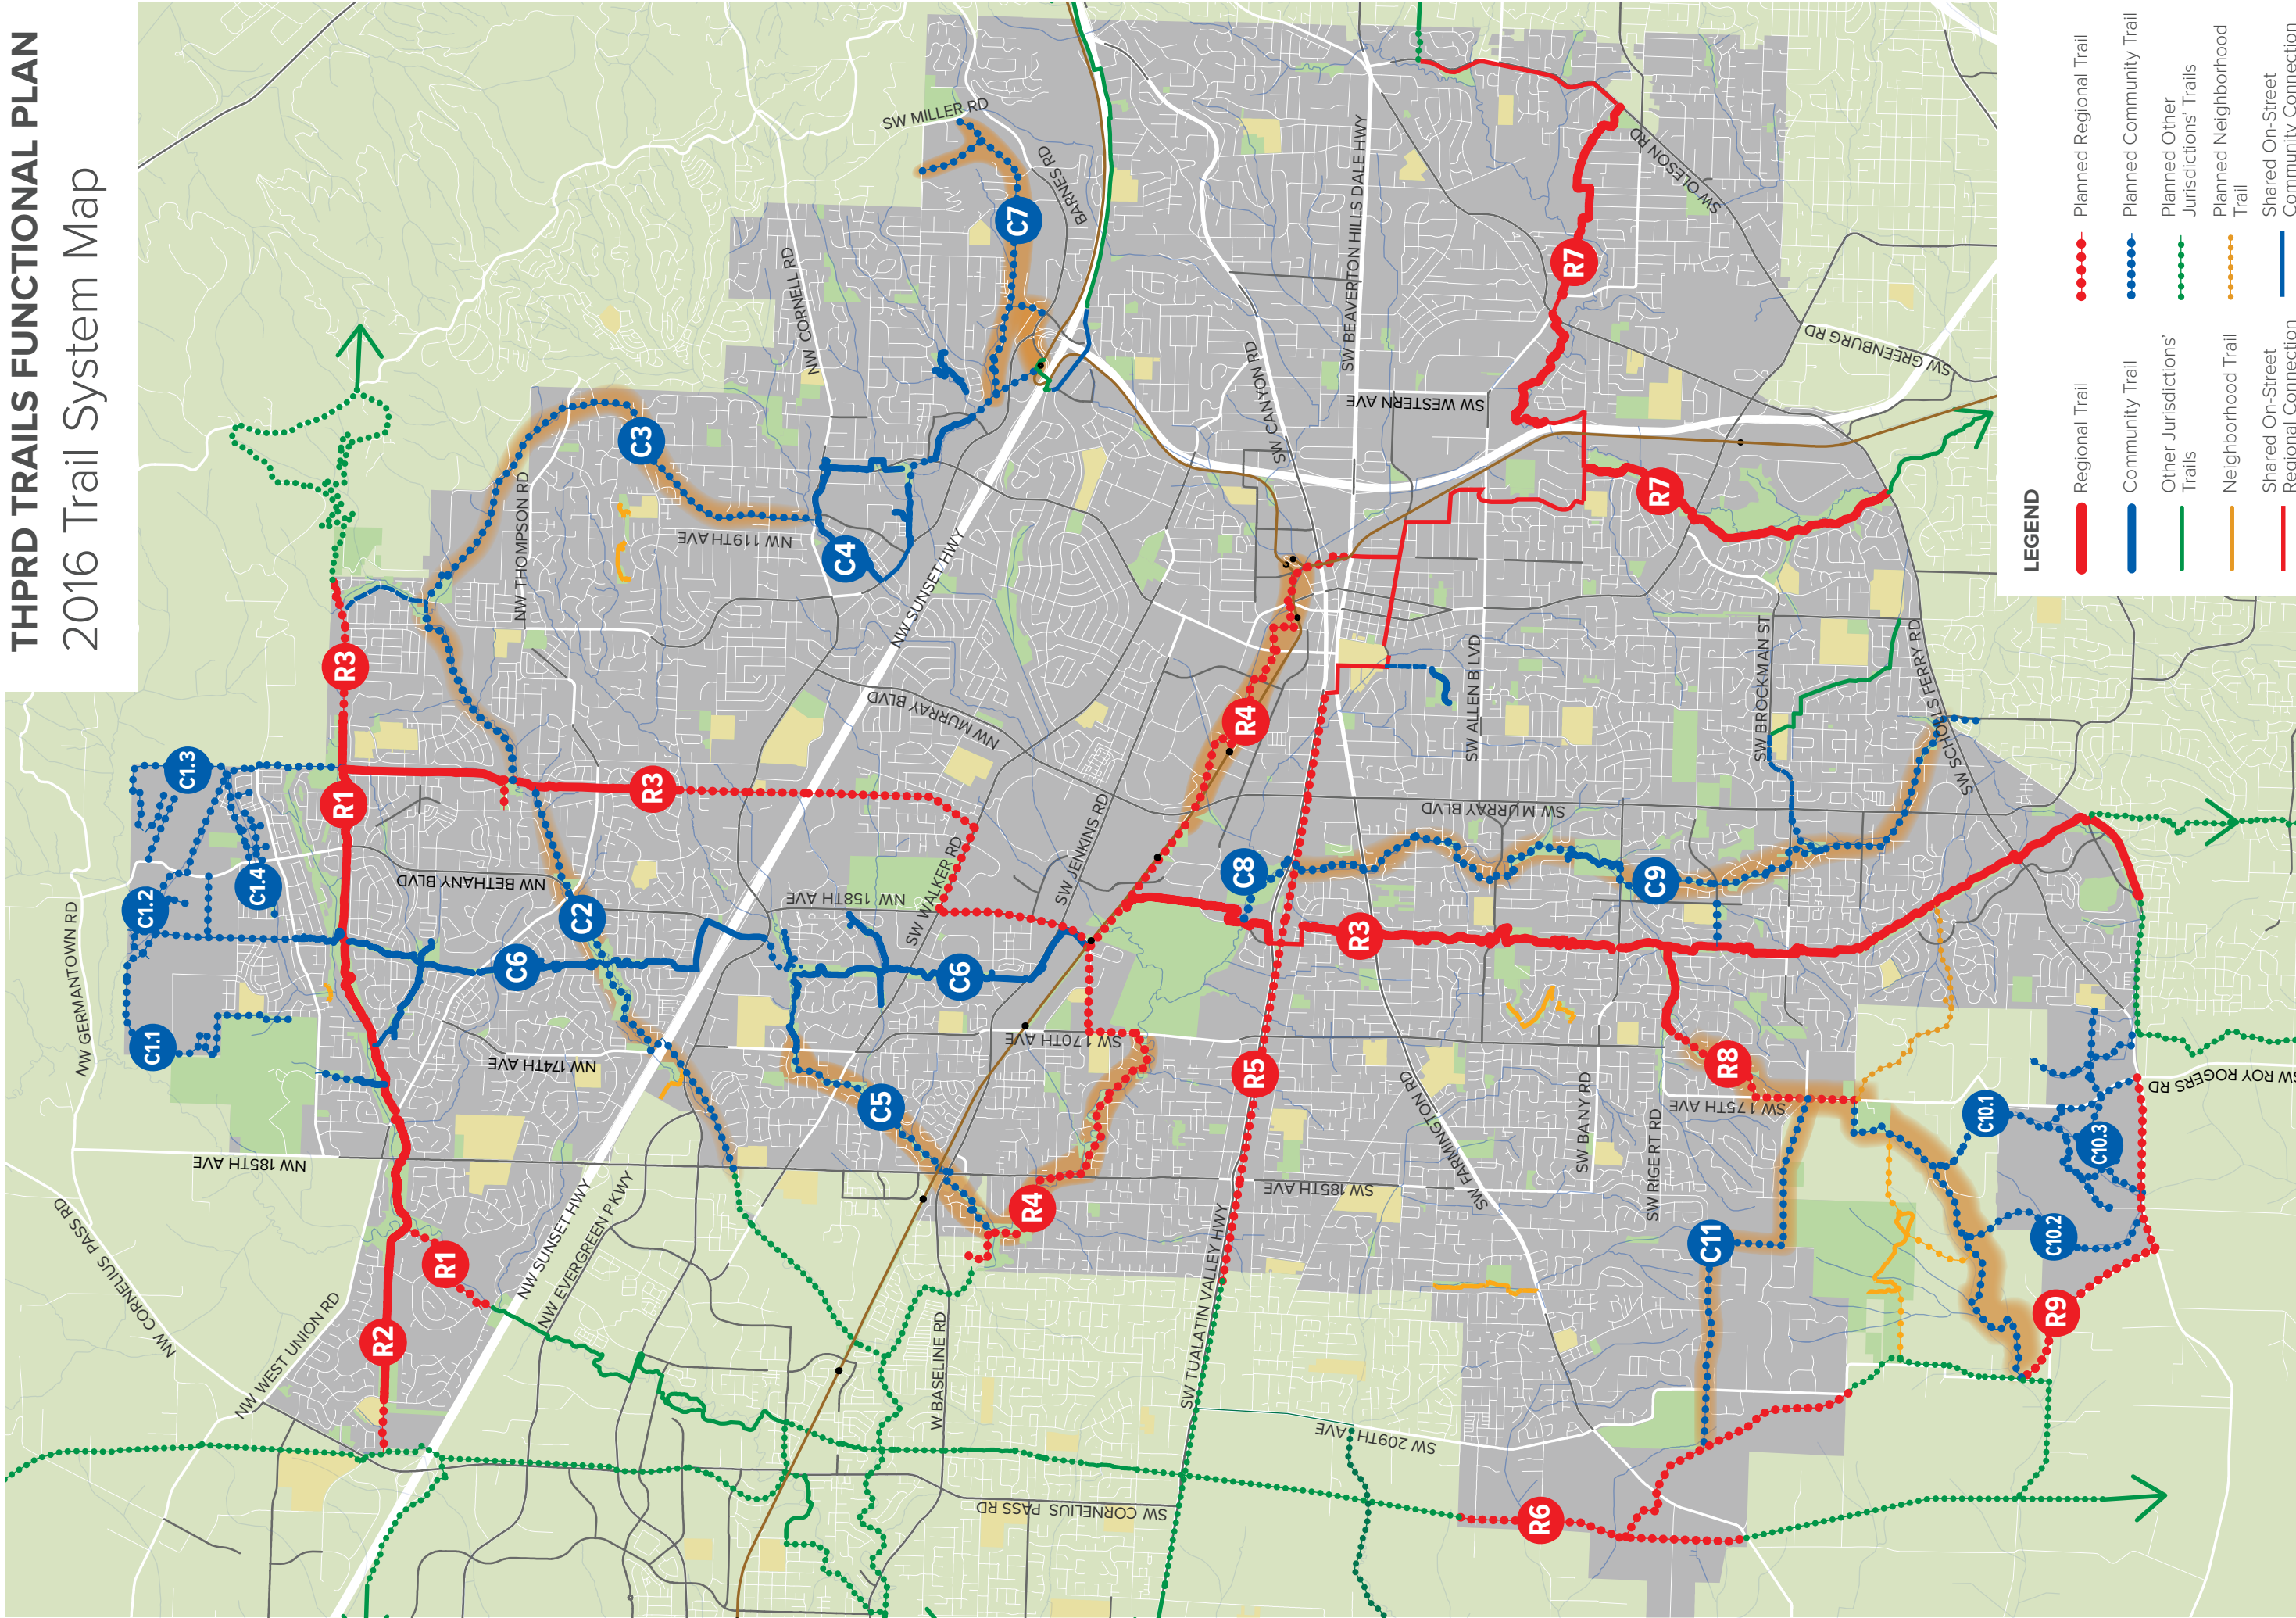 THPRD TRAILS FUNCTIONAL PLAN
2016 Trail System Map
SW MILLER RD
BARNES RD
C7
NW CORNELL RD
C3
NW THOMPSON RD
NW 119TH AVE
C4
NW SUNSET HWY
SW CANYON RD
SW BEAVERTON HILLS DALE HWY
SW WESTERN AVE
R7
SW OLESON RD
SW GREENBURG RD
R7
R3
NW MURRAY BLVD
R4
SW ALLEN BLVD
SW BROCKMAN ST
SW SCHOLLS FERRY RD
SW SCHOLLS FERRY RD
C1.3
R1
R3
C1.2
C1.4
NW BETHANY BLVD
C2
NW 158TH AVE
SW WALKER RD
SW JENKINS RD
SW MURRAY BLVD
C8
C9
R3
NW GERMANTOWN RD
C1.1
C6
C6
NW 174TH AVE
SW 170TH AVE
C5
R5
R8
SW 175TH AVE
C10.1
C10.3
SW ROY ROGERS RD
NW 185TH AVE
SW 185TH AVE
SW FARMINGTON RD
SW BANY RD
SW RIGERT RD
NW CORNELIUS PASS RD
NW WEST UNION RD
R1
NW SUNSET HWY
NW EVERGREEN PKWY
R4
C11
C10.2
R9
R2
W BASELINE RD
SW TUALATIN VALLEY HWY
SW 209TH AVE
SW CORNELIUS PASS RD
R6
LEGEND
Regional Trail
Community Trail
Other Jurisdictions'
Trails
Neighborhood Trail
Shared On-Street
Regional Connection
Planned Regional Trail
Planned Community Trail
Planned Other
Jurisdictions' Trails
Planned Neighborhood
Trail
Shared On-Street
Community Connection